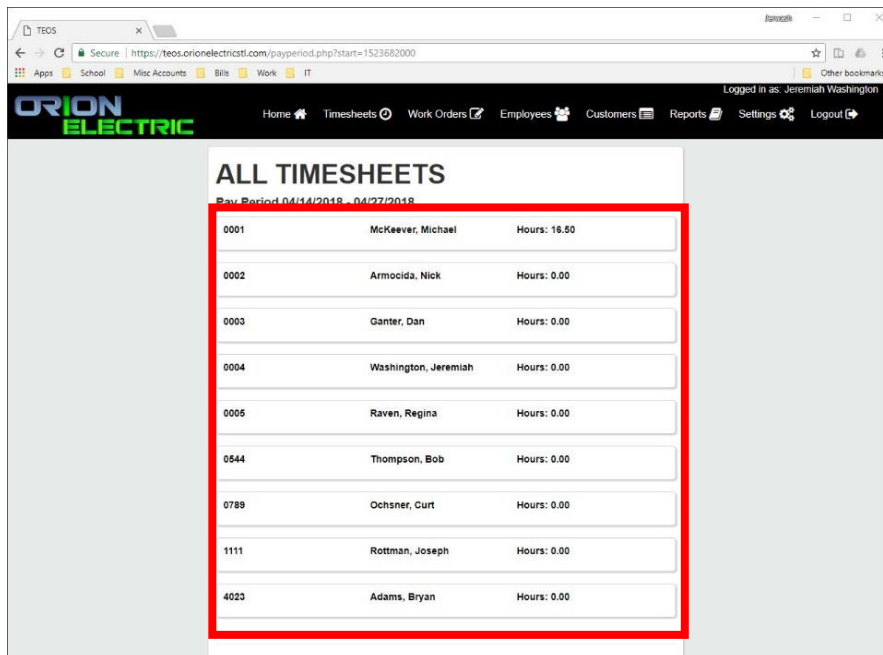 TEOS
Jeremiah
Secure https://teos.orionelectricstl.com/payperiod.php?start=1523682000
Apps School Misc Accounts Bills Work IT Other bookmarks
Logged in as: Jeremiah Washington
ORION
ELECTRIC
Home Timesheets Work Orders Employees Customers Reports Settings Logout
ALL TIMESHEETS
Pay Period 04/14/2018 - 04/27/2018
0001 McKeever, Michael Hours: 16.50
0002 Armocida, Nick Hours: 0.00
0003 Ganter, Dan Hours: 0.00
0004 Washington, Jeremiah Hours: 0.00
0005 Raven, Regina Hours: 0.00
0544 Thompson, Bob Hours: 0.00
0789 Ochsner, Curt Hours: 0.00
1111 Rottman, Joseph Hours: 0.00
4023 Adams, Bryan Hours: 0.00